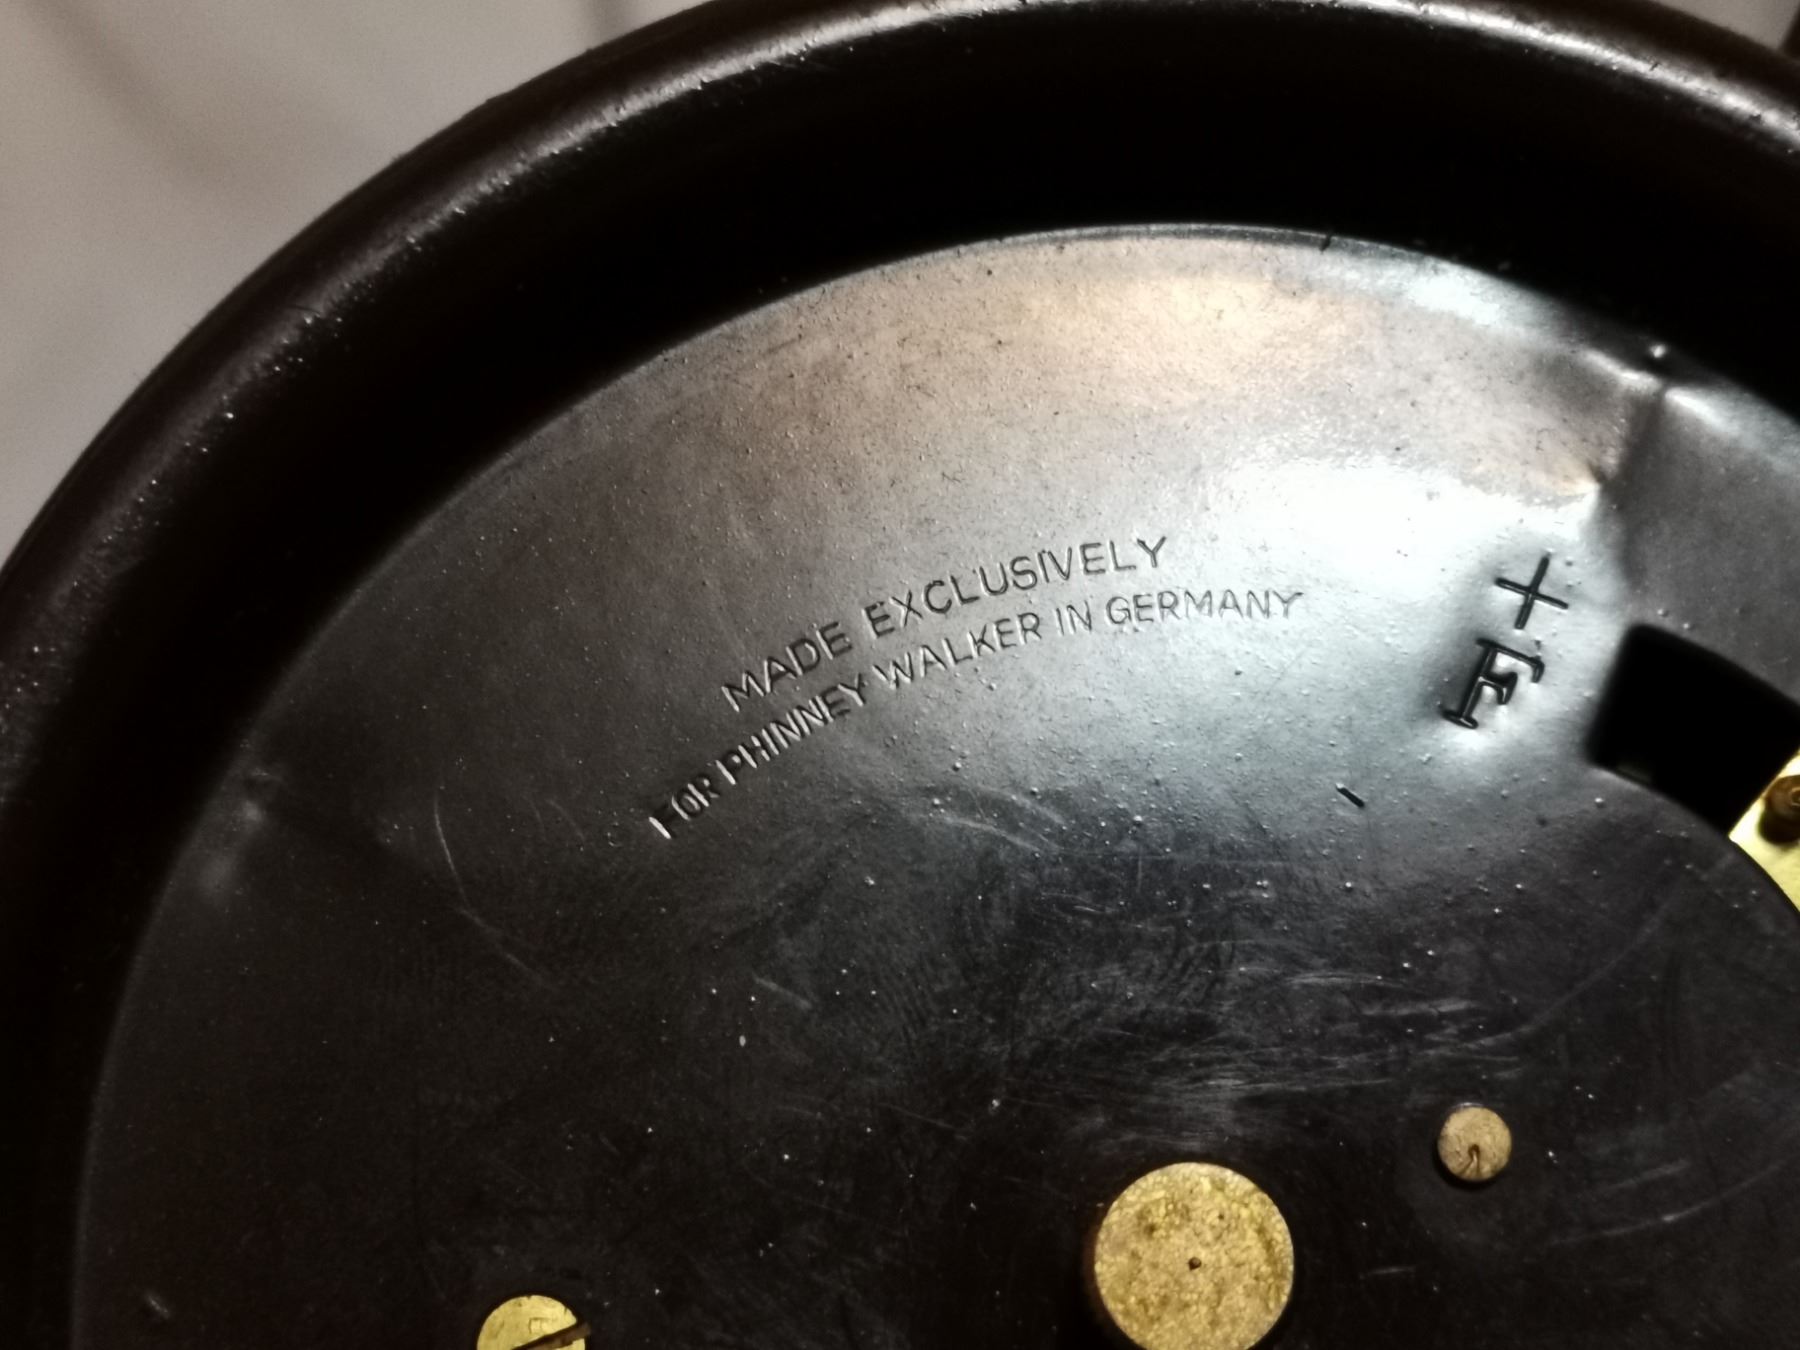 MADE EXCLUSIVELY
FOR PHINNEY WALKER IN GERMANY
+
F